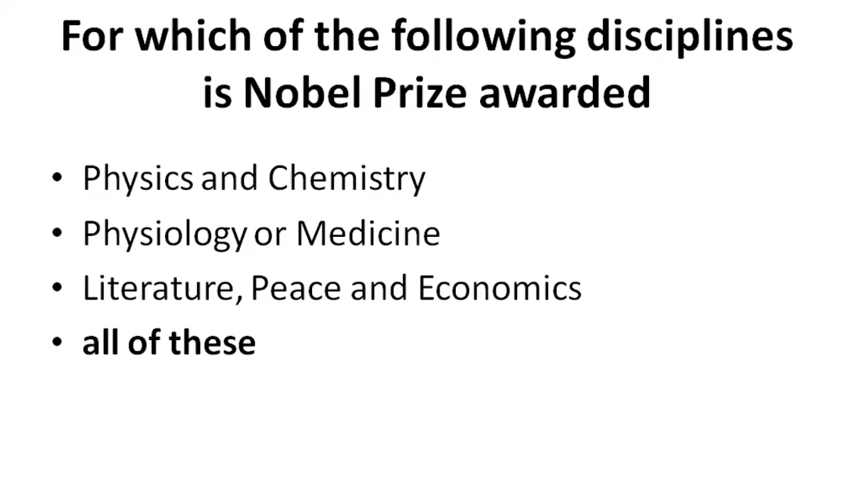 For which of the following disciplines
is Nobel Prize awarded
• Physics and Chemistry
• Physiology or Medicine
• Literature, Peace and Economics
• all of these